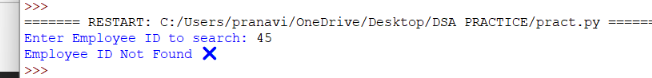 >>>
======= RESTART: C:/Users/pranavi/OneDrive/Desktop/DSA PRACTICE/pract.py ======
Enter Employee ID to search: 45
Employee ID Not Found ❌
>>>